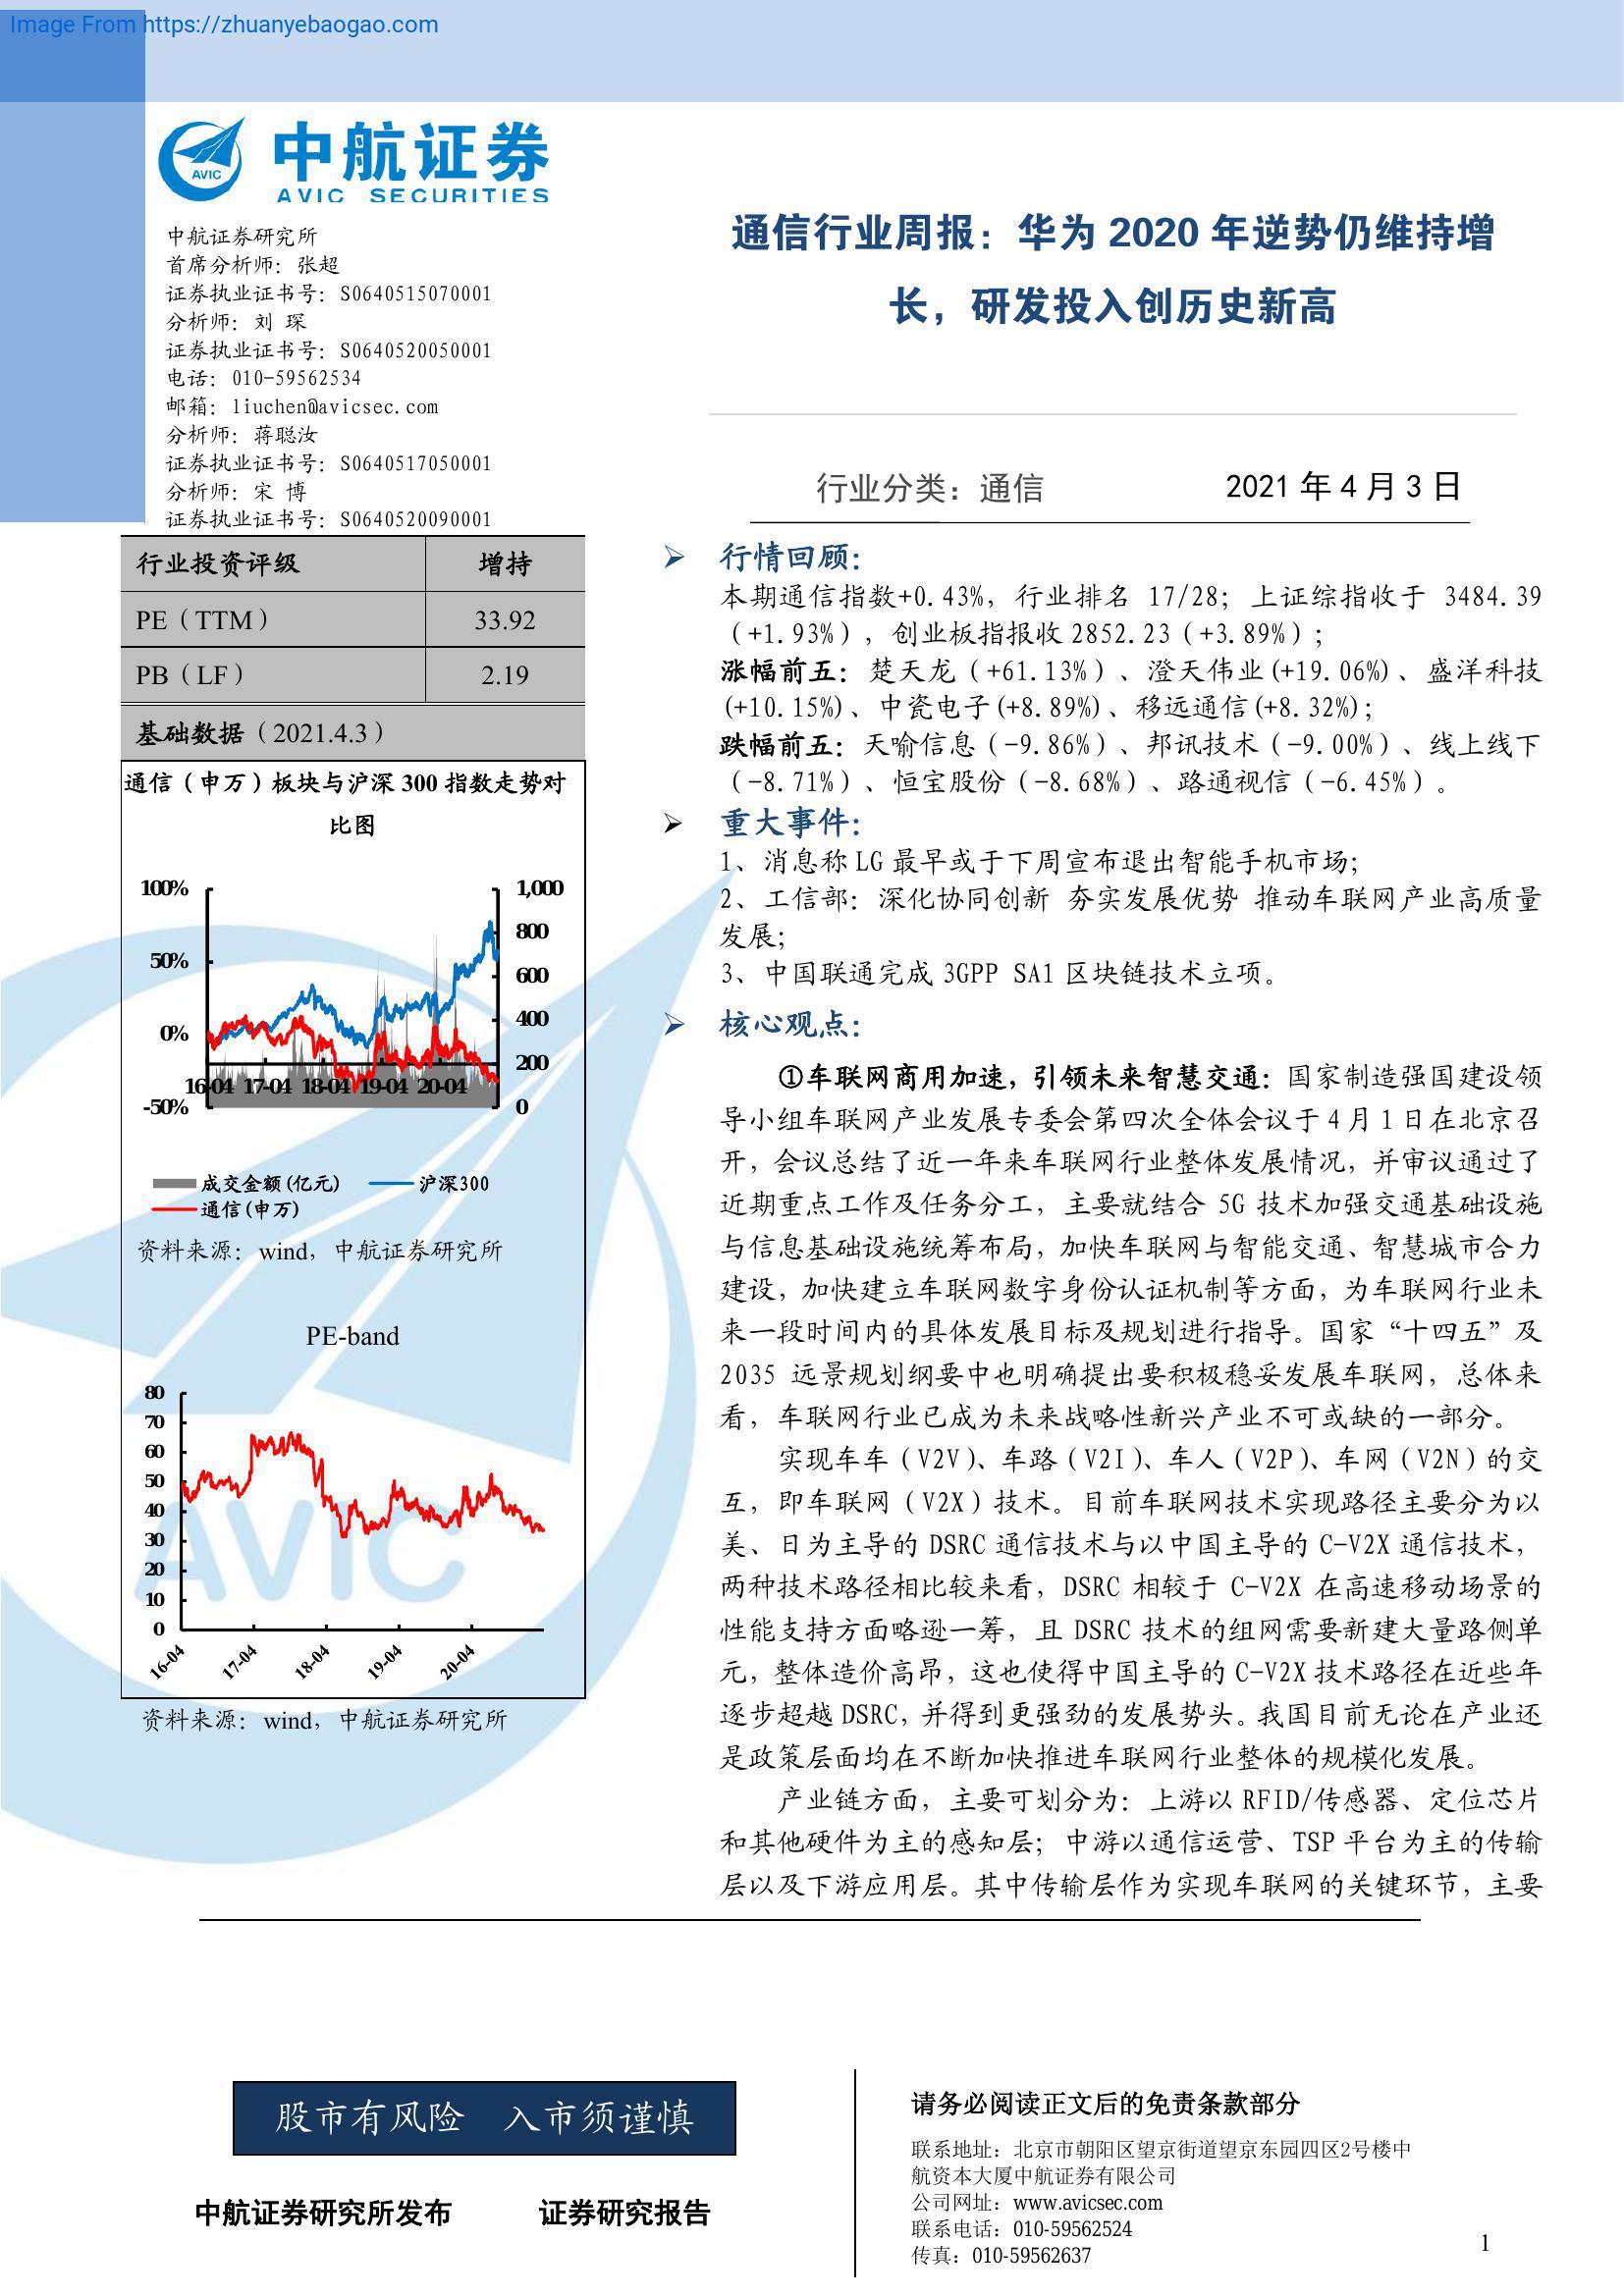 Image From https://zhuanyebaogao.com
AVIC
中航证券
AVIC SECURITIES
中航证券研究所
首席分析师：张超
证券执业证书号：S0640515070001
分析师：刘 琛
证券执业证书号：S0640520050001
电话：010-59562534
邮箱：liuchen@avicsec.com
分析师：蒋聪汝
证券执业证书号：S0640517050001
分析师：宋 博
证券执业证书号：S0640520090001
行业投资评级 增持
PE（TTM） 33.92
PB（LF） 2.19
基础数据（2021.4.3）
通信（申万）板块与沪深 300 指数走势对
比图
100% 1,000
800
50%
600
0% 400
200
16-04 17-04 18-04 19-04 20-04
-50% 0
成交金额(亿元) 沪深300
通信(申万)
资料来源：wind，中航证券研究所
PE-band
80
70
60
50
40
30
20
10
0
16-04 17-04 18-04 19-04 20-04
资料来源：wind，中航证券研究所
AVIC
通信行业周报：华为 2020 年逆势仍维持增
长，研发投入创历史新高
行业分类：通信 2021 年 4 月 3 日
➢ 行情回顾：
本期通信指数+0.43%，行业排名 17/28；上证综指收于 3484.39
（+1.93%），创业板指报收 2852.23（+3.89%）；
涨幅前五：楚天龙（+61.13%）、澄天伟业(+19.06%)、盛洋科技
(+10.15%)、中瓷电子(+8.89%)、移远通信(+8.32%)；
跌幅前五：天喻信息（-9.86%）、邦讯技术（-9.00%）、线上线下
（-8.71%）、恒宝股份（-8.68%）、路通视信（-6.45%）。
➢ 重大事件：
1、消息称 LG 最早或于下周宣布退出智能手机市场；
2、工信部：深化协同创新 夯实发展优势 推动车联网产业高质量
发展；
3、中国联通完成 3GPP SA1 区块链技术立项。
➢ 核心观点：
①车联网商用加速，引领未来智慧交通：国家制造强国建设领
导小组车联网产业发展专委会第四次全体会议于 4 月 1 日在北京召
开，会议总结了近一年来车联网行业整体发展情况，并审议通过了
近期重点工作及任务分工，主要就结合 5G 技术加强交通基础设施
与信息基础设施统筹布局，加快车联网与智能交通、智慧城市合力
建设，加快建立车联网数字身份认证机制等方面，为车联网行业未
来一段时间内的具体发展目标及规划进行指导。国家“十四五”及
2035 远景规划纲要中也明确提出要积极稳妥发展车联网，总体来
看，车联网行业已成为未来战略性新兴产业不可或缺的一部分。
实现车车（V2V）、车路（V2I）、车人（V2P）、车网（V2N）的交
互，即车联网（V2X）技术。目前车联网技术实现路径主要分为以
美、日为主导的 DSRC 通信技术与以中国主导的 C-V2X 通信技术，
两种技术路径相比较来看，DSRC 相较于 C-V2X 在高速移动场景的
性能支持方面略逊一筹，且 DSRC 技术的组网需要新建大量路侧单
元，整体造价高昂，这也使得中国主导的 C-V2X 技术路径在近些年
逐步超越 DSRC，并得到更强劲的发展势头。我国目前无论在产业还
是政策层面均在不断加快推进车联网行业整体的规模化发展。
产业链方面，主要可划分为：上游以 RFID/传感器、定位芯片
和其他硬件为主的感知层；中游以通信运营、TSP 平台为主的传输
层以及下游应用层。其中传输层作为实现车联网的关键环节，主要
股市有风险 入市须谨慎
中航证券研究所发布 证券研究报告
请务必阅读正文后的免责条款部分
联系地址：北京市朝阳区望京街道望京东园四区2号楼中
航资本大厦中航证券有限公司
公司网址：www.avicsec.com
联系电话：010-59562524
传真：010-59562637
1